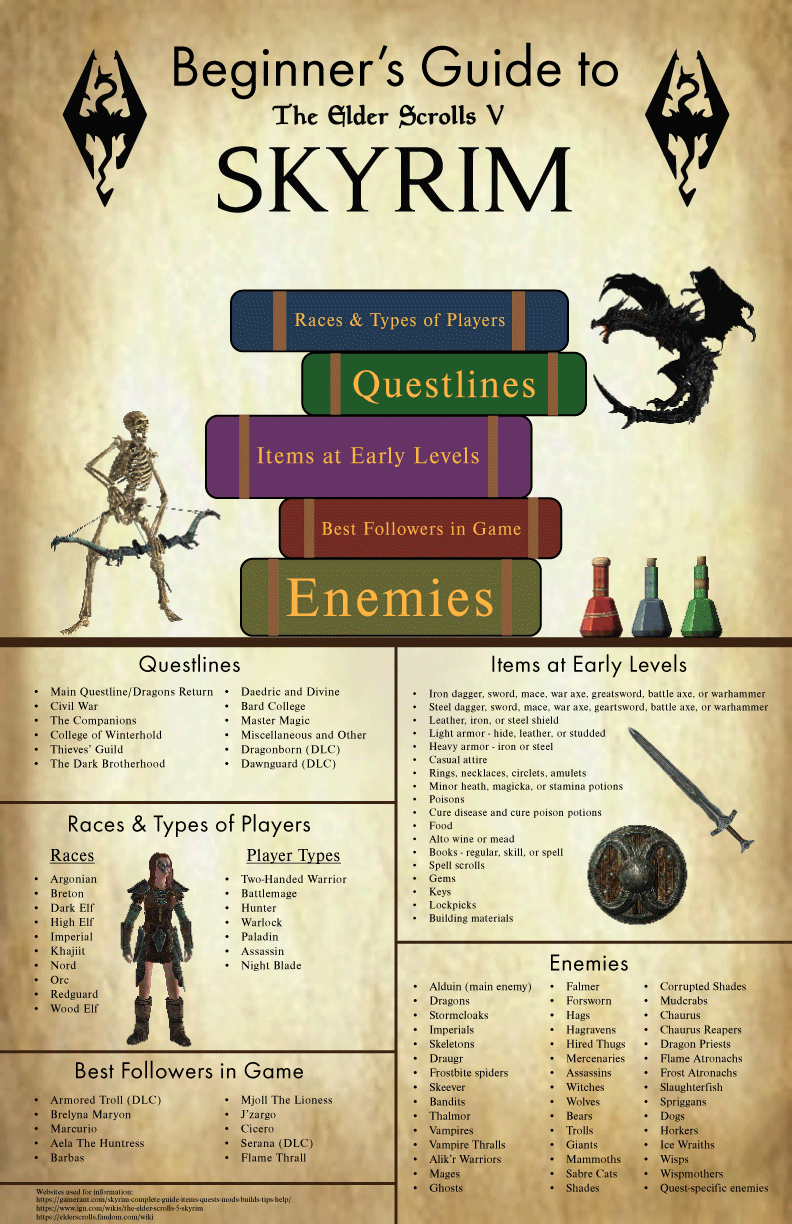 Beginner's Guide to
The Elder Scrolls V
SKYRIM
Races & Types of Players
Questlines
Items at Early Levels
Best Followers in Game
Enemies
Questlines
• Main Questline/Dragons Return
• Civil War
• The Companions
• College of Winterhold
• Thieves' Guild
• The Dark Brotherhood
• Daedric and Divine
• Bard College
• Master Magic
• Miscellaneous and Other
• Dragonborn (DLC)
• Dawnguard (DLC)
Races & Types of Players
Races
• Argonian
• Breton
• Dark Elf
• High Elf
• Imperial
• Khajiit
• Nord
• Orc
• Redguard
• Wood Elf
Player Types
• Two-Handed Warrior
• Battlemage
• Hunter
• Warlock
• Paladin
• Assassin
• Night Blade
Best Followers in Game
• Armored Troll (DLC)
• Brelyna Maryon
• Marcurio
• Aela The Huntress
• Barbas
• Mjoll The Lioness
• J'zargo
• Cicero
• Serana (DLC)
• Flame Thrall
Websites used for information:
https://gamerant.com/skyrim-complete-guide-items-quests-mods-builds-tips-help/
https://www.ign.com/wikis/the-elder-scrolls-5-skyrim
https://elderscrolls.fandom.com/wiki
Items at Early Levels
• Iron dagger, sword, mace, war axe, greatsword, battle axe, or warhammer
• Steel dagger, sword, mace, war axe, geartsword, battle axe, or warhammer
• Leather, iron, or steel shield
• Light armor - hide, leather, or studded
• Heavy armor - iron or steel
• Casual attire
• Rings, necklaces, circlets, amulets
• Minor heath, magicka, or stamina potions
• Poisons
• Cure disease and cure poison potions
• Food
• Alto wine or mead
• Books - regular, skill, or spell
• Spell scrolls
• Gems
• Keys
• Lockpicks
• Building materials
Enemies
• Alduin (main enemy)
• Dragons
• Stormcloaks
• Imperials
• Skeletons
• Draugr
• Frostbite spiders
• Skeever
• Bandits
• Thalmor
• Vampires
• Vampire Thralls
• Alik'r Warriors
• Mages
• Ghosts
• Falmer
• Forsworn
• Hags
• Hagravens
• Hired Thugs
• Mercenaries
• Assassins
• Witches
• Wolves
• Bears
• Trolls
• Giants
• Mammoths
• Sabre Cats
• Shades
• Corrupted Shades
• Mudcrabs
• Chaurus
• Chaurus Reapers
• Dragon Priests
• Flame Atronachs
• Frost Atronachs
• Slaughterfish
• Spriggans
• Dogs
• Horkers
• Ice Wraiths
• Wisps
• Wispmothers
• Quest-specific enemies